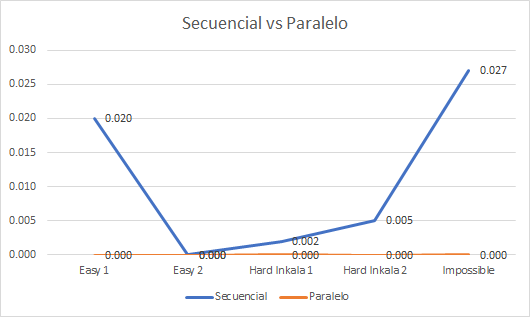 Secuencial vs Paralelo
0.030
0.025
0.020
0.015
0.010
0.005
0.000
0.020
0.000
0.002
0.005
0.027
0.000
0.000
0.000
0.000
0.000
Easy 1
Easy 2
Hard Inkala 1
Hard Inkala 2
Impossible
Secuencial
Paralelo